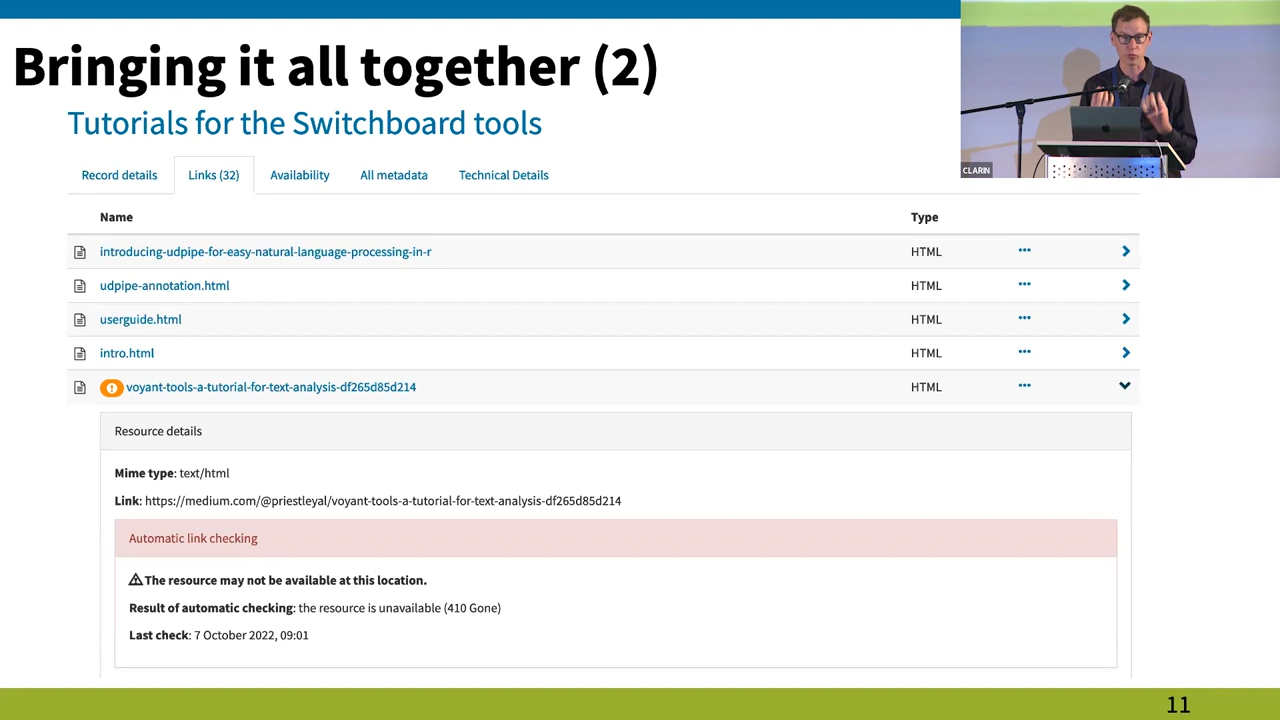 Bringing it all together (2)
Tutorials for the Switchboard tools
CLARIN
Record details Links (32) Availability All metadata Technical Details
Name Type
introducing-udpipe-for-easy-natural-language-processing-in-r HTML •••
udpipe-annotation.html HTML •••
userguide.html HTML •••
intro.html HTML •••
voyant-tools-a-tutorial-for-text-analysis-df265d85d214 HTML •••
Resource details
Mime type: text/html
Link: https://medium.com/@priestleyal/voyant-tools-a-tutorial-for-text-analysis-df265d85d214
Automatic link checking
The resource may not be available at this location.
Result of automatic checking: the resource is unavailable (410 Gone)
Last check: 7 October 2022, 09:01
11